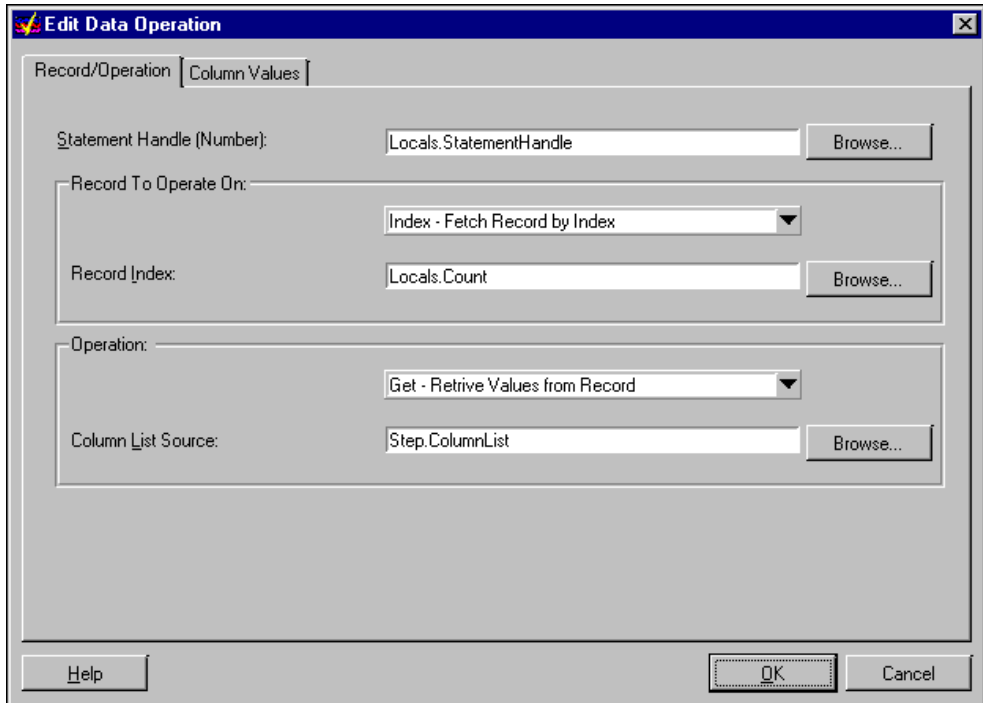 Edit Data Operation
Record/Operation Column Values
Statement Handle (Number): Locals.StatementHandle Browse...
Record To Operate On:
Index - Fetch Record by Index
Record Index: Locals.Count Browse...
Operation:
Get - Retrive Values from Record
Column List Source: Step.ColumnList Browse...
Help OK Cancel